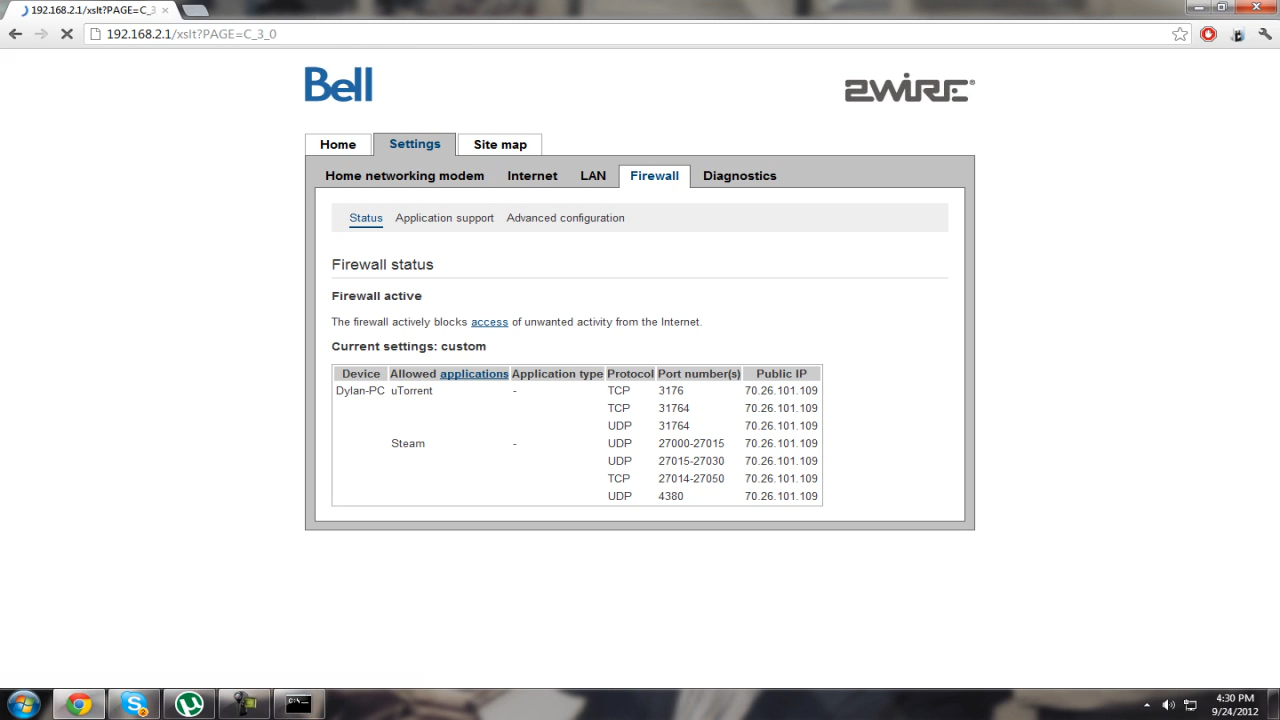 192.168.2.1/xslt?PAGE=C_3
192.168.2.1/xslt?PAGE=C_3_0
Bell
2WIRE®
Home Settings Site map
Home networking modem Internet LAN Firewall Diagnostics
Status Application support Advanced configuration
Firewall status
Firewall active
The firewall actively blocks access of unwanted activity from the Internet.
Current settings: custom
Device Allowed applications Application type Protocol Port number(s) Public IP
Dylan-PC uTorrent - TCP 3176 70.26.101.109
TCP 31764 70.26.101.109
UDP 31764 70.26.101.109
Steam - UDP 27000-27015 70.26.101.109
UDP 27015-27030 70.26.101.109
TCP 27014-27050 70.26.101.109
UDP 4380 70.26.101.109
4:30 PM
9/24/2012